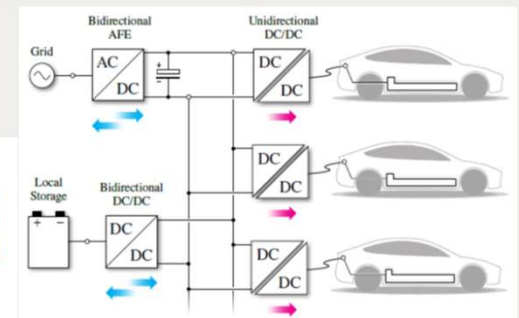 Bidirectional
AFE
Unidirectional
DC/DC
Grid
AC
DC
DC
DC
DC
DC
Local
Storage
Bidirectional
DC/DC
+ −
DC
DC
DC
DC
+